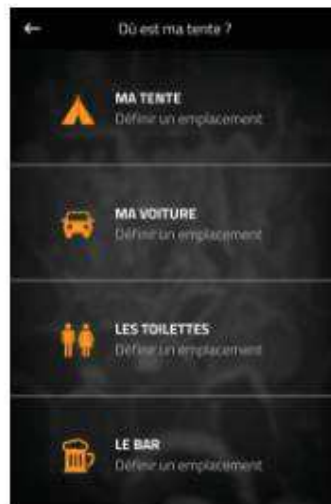 Où est ma tente ?
MA TENTE
Définir un emplacement
MA VOITURE
Définir un emplacement
LES TOILETTES
Définir un emplacement
LE BAR
Définir un emplacement